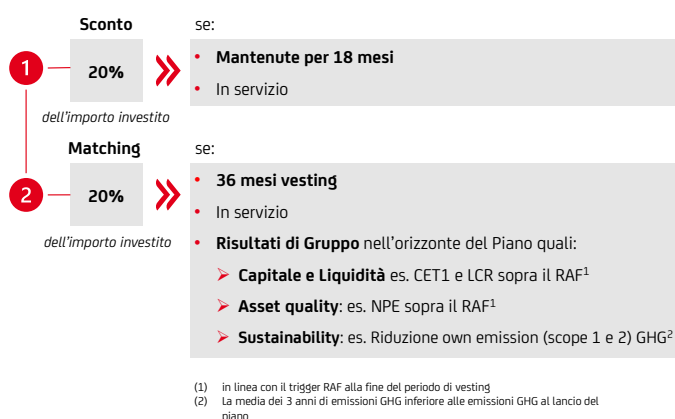 Sconto
se:
1
20%
• Mantenute per 18 mesi
• In servizio
dell'importo investito
Matching
se:
2
20%
• 36 mesi vesting
• In servizio
dell'importo investito
• Risultati di Gruppo nell'orizzonte del Piano quali:
➢ Capitale e Liquidità es. CET1 e LCR sopra il RAF¹
➢ Asset quality: es. NPE sopra il RAF¹
➢ Sustainability: es. Riduzione own emission (scope 1 e 2) GHG²
(1) in linea con il trigger RAF alla fine del periodo di vesting
(2) La media dei 3 anni di emissioni GHG inferiore alle emissioni GHG al lancio del
piano